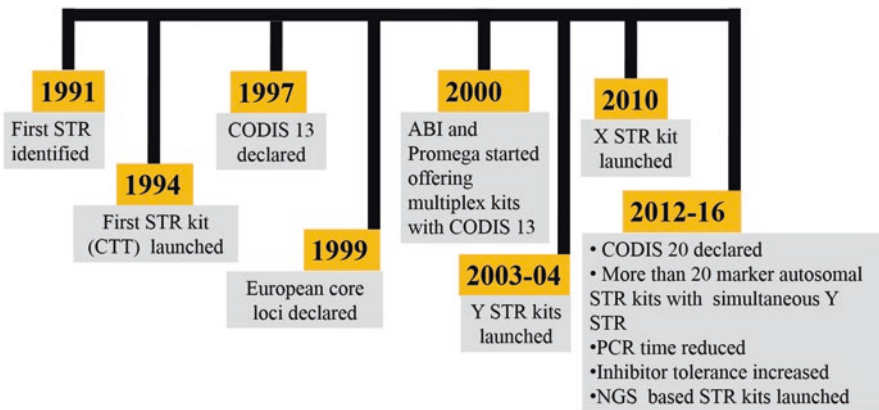 1991
First STR
identified
1994
First STR kit
(CTT) launched
1997
CODIS 13
declared
1999
European core
loci declared
2000
ABI and
Promega started
offering
multiplex kits
with CODIS 13
2003-04
Y STR kits
launched
2010
X STR kit
launched
2012-16
• CODIS 20 declared
• More than 20 marker autosomal
STR kits with simultaneous Y
STR
•PCR time reduced
•Inhibitor tolerance increased
•NGS based STR kits launched